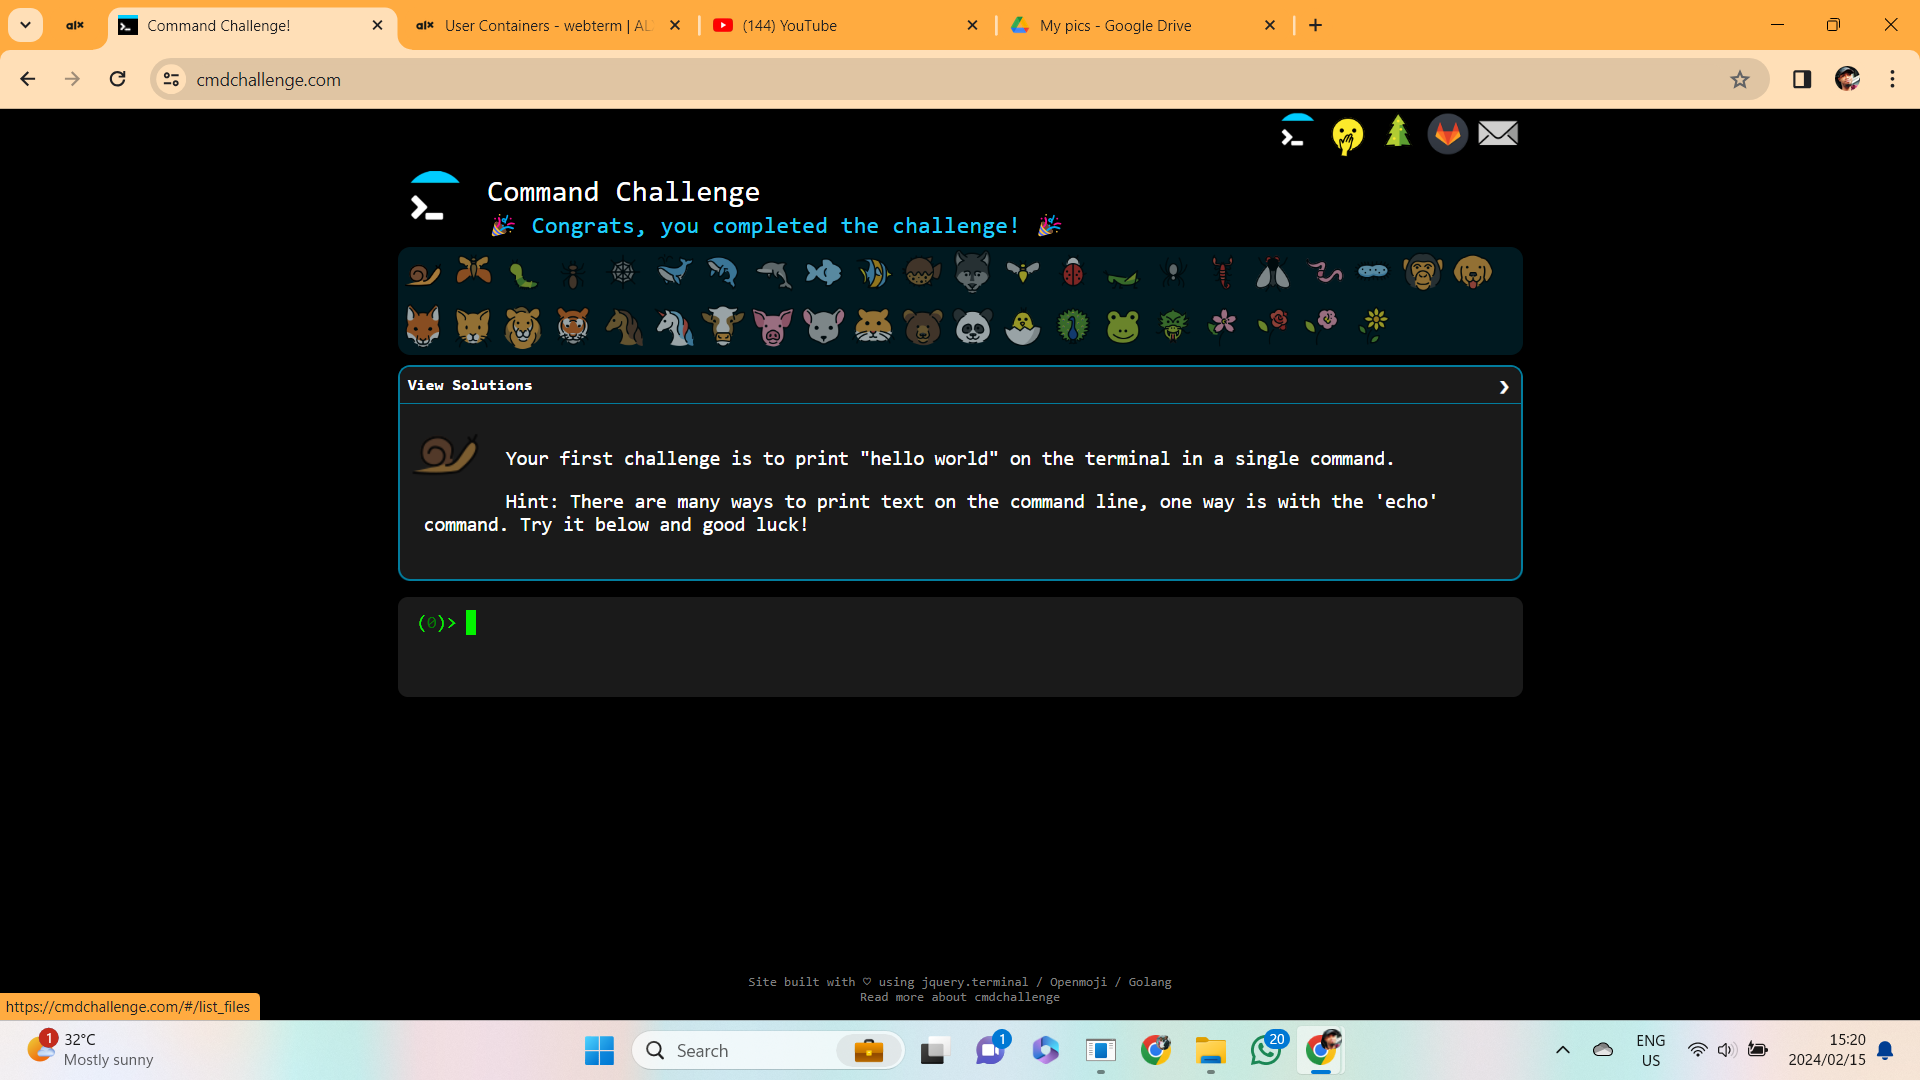 alx
Command Challenge!
alx
User Containers - webterm | AL
(144) YouTube
My pics - Google Drive
cmdchallenge.com
Command Challenge
🎉 Congrats, you completed the challenge! 🎉
View Solutions
Your first challenge is to print "hello world" on the terminal in a single command.
Hint: There are many ways to print text on the command line, one way is with the 'echo'
command. Try it below and good luck!
(0)>
Site built with ♡ using jquery.terminal / Openmoji / Golang
Read more about cmdchallenge
https://cmdchallenge.com/#/list_files
1
32°C
Mostly sunny
Search
1
20
ENG
US
15:20
2024/02/15